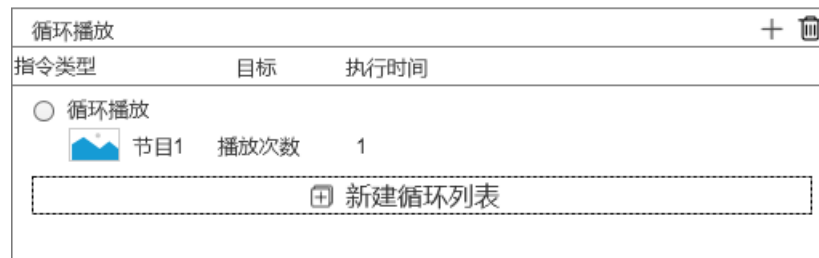 循环播放
指令类型 目标 执行时间
循环播放
节目1 播放次数 1
新建循环列表